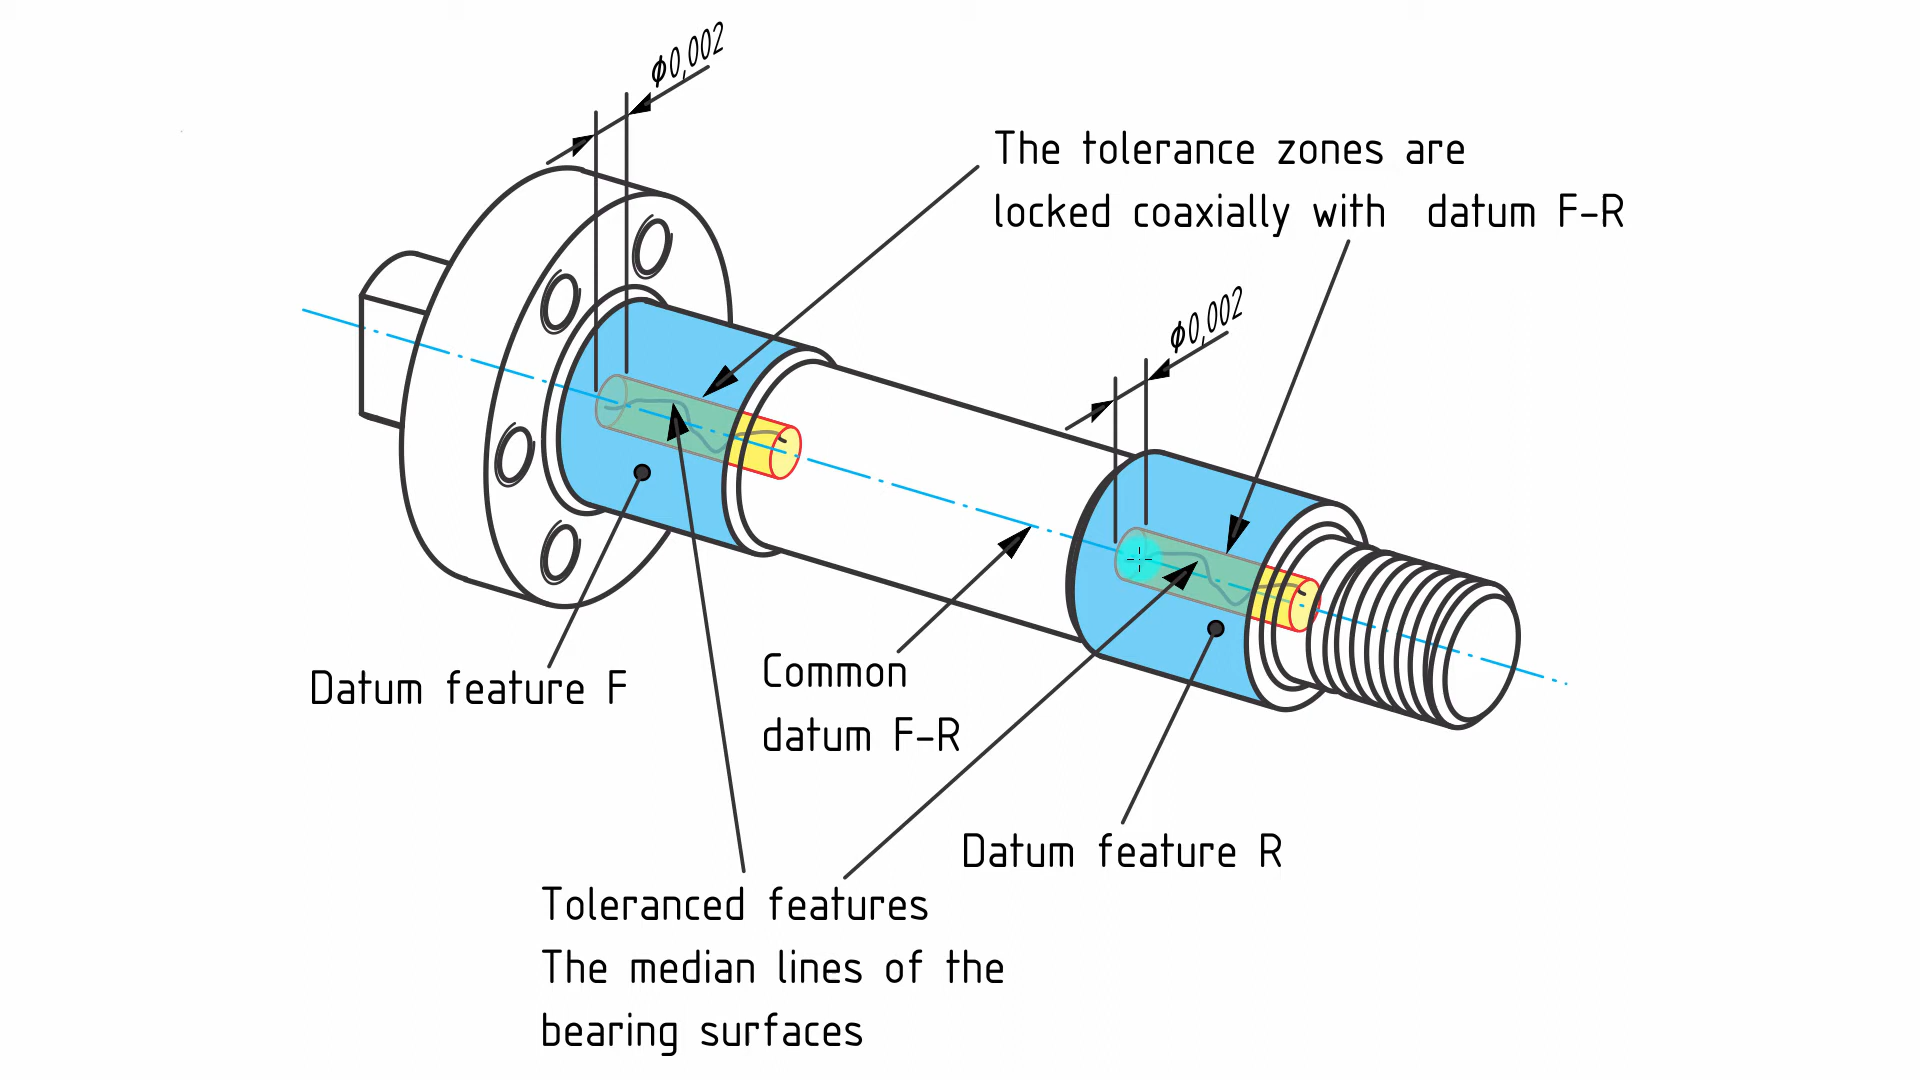 ϕ0,002
The tolerance zones are
locked coaxially with datum F-R
ϕ0,002
Datum feature F
Common
datum F-R
Datum feature R
Toleranced features
The median lines of the
bearing surfaces